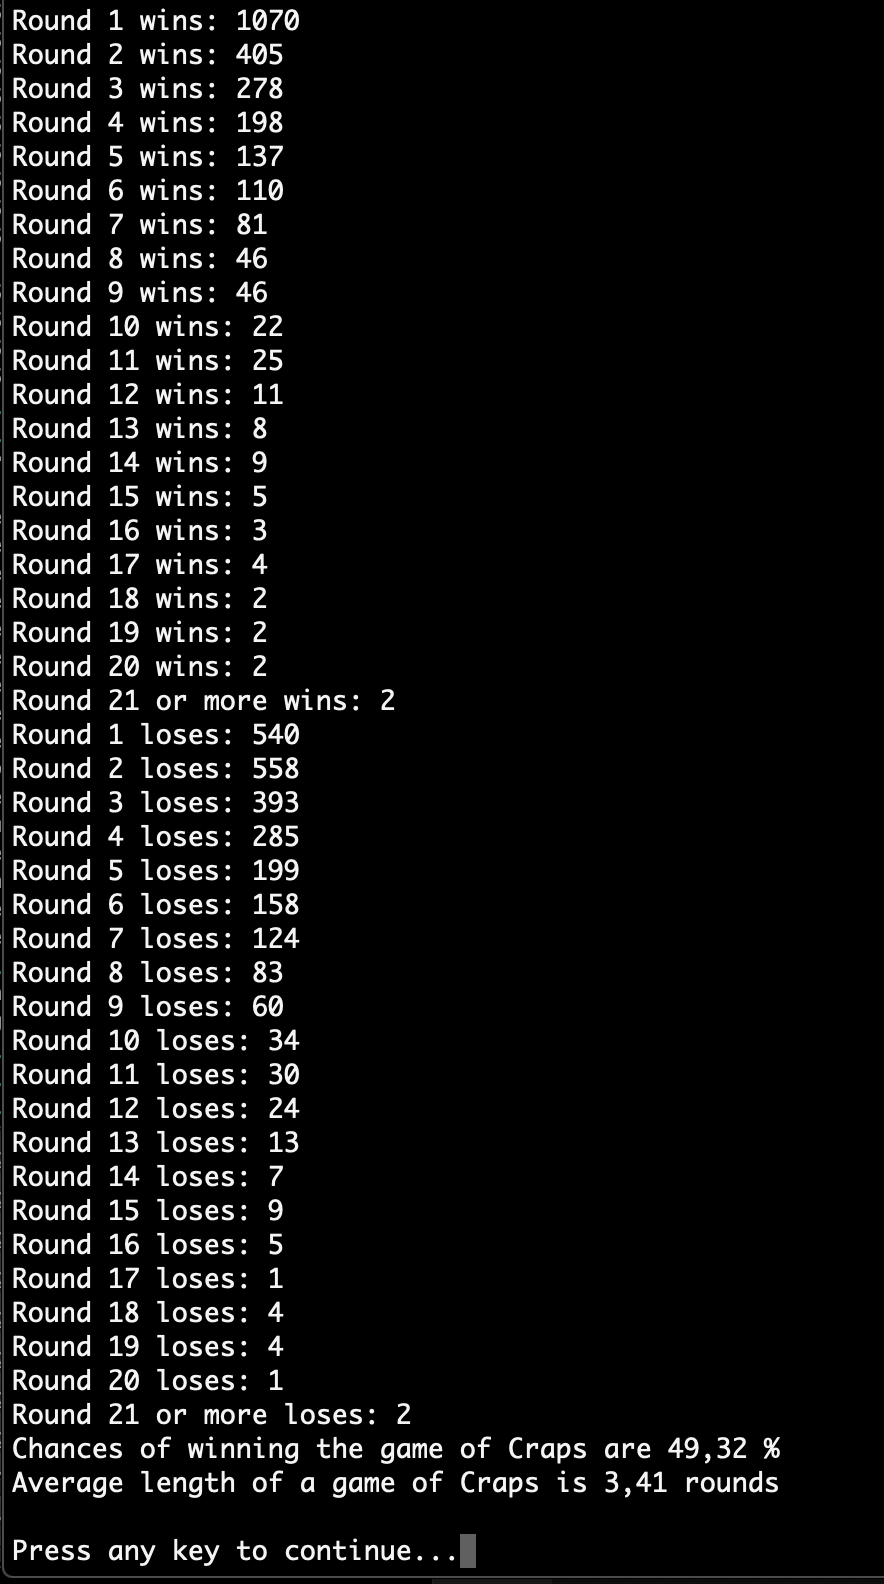 Round 1 wins: 1070
Round 2 wins: 405
Round 3 wins: 278
Round 4 wins: 198
Round 5 wins: 137
Round 6 wins: 110
Round 7 wins: 81
Round 8 wins: 46
Round 9 wins: 46
Round 10 wins: 22
Round 11 wins: 25
Round 12 wins: 11
Round 13 wins: 8
Round 14 wins: 9
Round 15 wins: 5
Round 16 wins: 3
Round 17 wins: 4
Round 18 wins: 2
Round 19 wins: 2
Round 20 wins: 2
Round 21 or more wins: 2
Round 1 loses: 540
Round 2 loses: 558
Round 3 loses: 393
Round 4 loses: 285
Round 5 loses: 199
Round 6 loses: 158
Round 7 loses: 124
Round 8 loses: 83
Round 9 loses: 60
Round 10 loses: 34
Round 11 loses: 30
Round 12 loses: 24
Round 13 loses: 13
Round 14 loses: 7
Round 15 loses: 9
Round 16 loses: 5
Round 17 loses: 1
Round 18 loses: 4
Round 19 loses: 4
Round 20 loses: 1
Round 21 or more loses: 2
Chances of winning the game of Craps are 49,32 %
Average length of a game of Craps is 3,41 rounds
Press any key to continue...